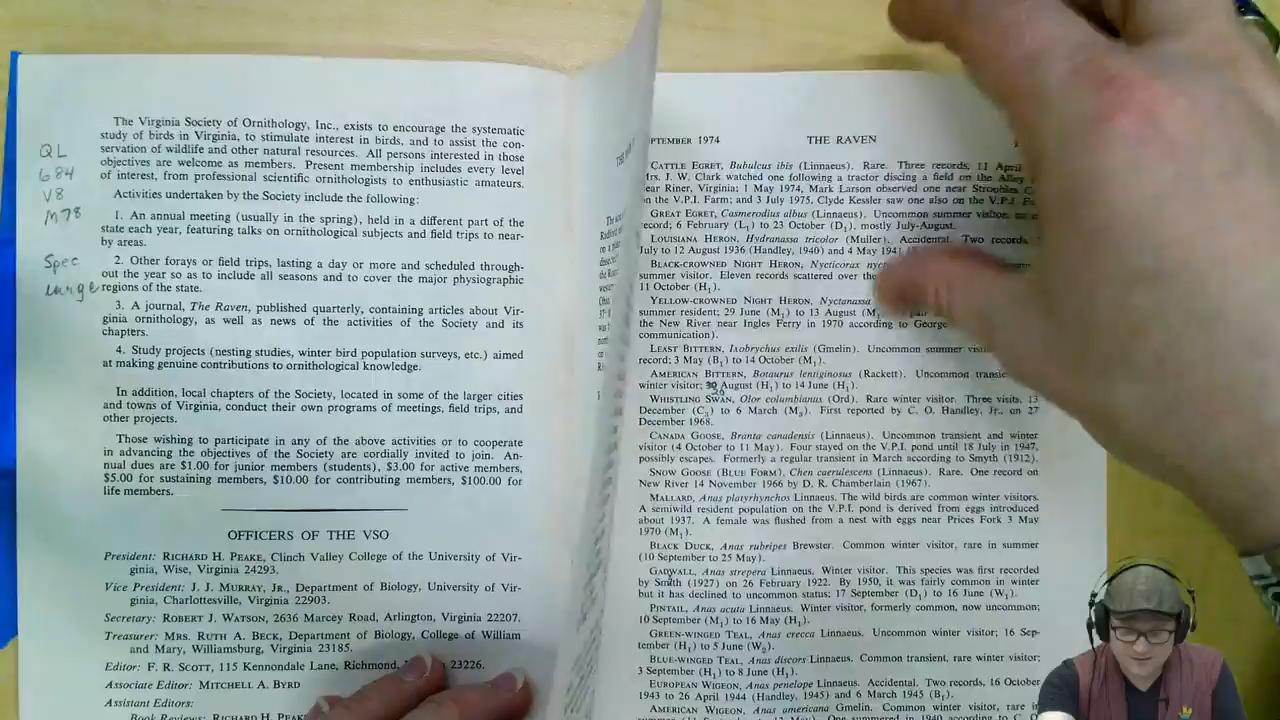 The Virginia Society of Ornithology, Inc., exists to encourage the systematic
study of birds in Virginia, to stimulate interest in birds, and to assist the con-
servation of wildlife and other natural resources. All persons interested in those
objectives are welcome as members. Present membership includes every level
of interest, from professional scientific ornithologists to enthusiastic amateurs.
Activities undertaken by the Society include the following:
1. An annual meeting (usually in the spring), held in a different part of the
state each year, featuring talks on ornithological subjects and field trips to near-
by areas.
2. Other forays or field trips, lasting a day or more and scheduled through-
out the year so as to include all seasons and to cover the major physiographic
regions of the state.
3. A journal, The Raven, published quarterly, containing articles about Vir-
ginia ornithology, as well as news of the activities of the Society and its
chapters.
4. Study projects (nesting studies, winter bird population surveys, etc.) aimed
at making genuine contributions to ornithological knowledge.
In addition, local chapters of the Society, located in some of the larger cities
and towns of Virginia, conduct their own programs of meetings, field trips, and
other projects.
Those wishing to participate in any of the above activities or to cooperate
in advancing the objectives of the Society are cordially invited to join. An-
nual dues are $1.00 for junior members (students), $3.00 for active members,
$5.00 for sustaining members, $10.00 for contributing members, $100.00 for
life members.
OFFICERS OF THE VSO
President: RICHARD H. PEAKE, Clinch Valley College of the University of Vir-
ginia, Wise, Virginia 24293.
Vice President: J. J. MURRAY, JR., Department of Biology, University of Vir-
ginia, Charlottesville, Virginia 22903.
Secretary: ROBERT J. WATSON, 2636 Marcey Road, Arlington, Virginia 22207.
Treasurer: MRS. RUTH A. BECK, Department of Biology, College of William
and Mary, Williamsburg, Virginia 23185.
Editor: F. R. SCOTT, 115 Kennondale Lane, Richmond, 23226.
Associate Editor: MITCHELL A. BYRD
Assistant Editors:
Book Reviews: RICHARD H.
QL
684
V8
M78
Spec
large
PTEMBER 1974 THE RAVEN
CATTLE EGRET, Bubulcus ibis (Linnaeus). Rare. Three records, 11 April
rs. J. W. Clark watched one following a tractor discing a field on the Alley
ear Riner, Virginia; 1 May 1974, Mark Larson observed one near Stroubles
n the V.P.I. Farm; and 3 July 1975, Clyde Kessler saw one also on the V.P.I.
GREAT EGRET, Casmerodius albus (Linnaeus). Uncommon summer visitor,
record; 6 February (L1) to 23 October (D1), mostly July-August.
LOUISIANA HERON, Hydranassa tricolor (Muller). Accidental. Two records,
July to 12 August 1936 (Handley, 1940) and 4 May 194
BLACK-CROWNED NIGHT HERON, Nycticorax
summer visitor. Eleven records scattered over the
11 October (H1).
YELLOW-CROWNED NIGHT HERON, Nyctanassa
summer resident; 29 June (M1) to 13 August
the New River near Ingles Ferry in 1970 according to George
communication).
LEAST BITTERN, Ixobrychus exilis (Gmelin). Uncommon summer
record; 3 May (B1) to 14 October (M1).
AMERICAN BITTERN, Botaurus lentiginosus (Rackett). Uncommon
winter visitor; August (H1) to 14 June (H1).
WHISTLING SWAN, Olor columbianus (Ord). Rare winter visitor. Three visits, 13
December (C3) to 6 March (M3). First reported by C. O. Handley, Jr., on 27
December 1968.
CANADA GOOSE, Branta canadensis (Linnaeus). Uncommon transient and winter
visitor (4 October to 11 May). Four stayed on the V.P.I. pond until 18 July in 1947,
possibly escapes. Formerly a regular transient in March according to Smyth (1912).
SNOW GOOSE (BLUE FORM), Chen caerulescens (Linnaeus). Rare. One record on
New River 14 November 1966 by D. R. Chamberlain (1967).
MALLARD, Anas platyrhynchos Linnaeus. The wild birds are common winter visitors.
A semiwild resident population on the V.P.I. pond is derived from eggs introduced
about 1937. A female was flushed from a nest with eggs near Prices Fork 3 May
1970 (M1).
BLACK DUCK, Anas rubripes Brewster. Common winter visitor, rare in summer
(10 September to 25 May).
GADWALL, Anas strepera Linnaeus. Winter visitor. This species was first recorded
by Smith (1927) on 26 February 1922. By 1950, it was fairly common in winter
but it has declined to uncommon status; 17 September (D1) to 16 June (W1).
PINTAIL, Anas acuta Linnaeus. Winter visitor, formerly common, now uncommon;
10 September (M1) to 16 May (H1).
GREEN-WINGED TEAL, Anas crecca Linnaeus. Uncommon winter visitor; 16 Sep-
tember (H1) to 5 June (W2).
BLUE-WINGED TEAL, Anas discors Linnaeus. Common transient, rare winter visitor;
3 September (H1) to 8 June (H1).
EUROPEAN WIGEON, Anas penelope Linnaeus. Accidental. Two records, 16 October
1943 to 26 April 1944 (Handley, 1945) and 6 March 1945 (B1).
AMERICAN WIGEON, Anas americana Gmelin. Common winter visitor, rare